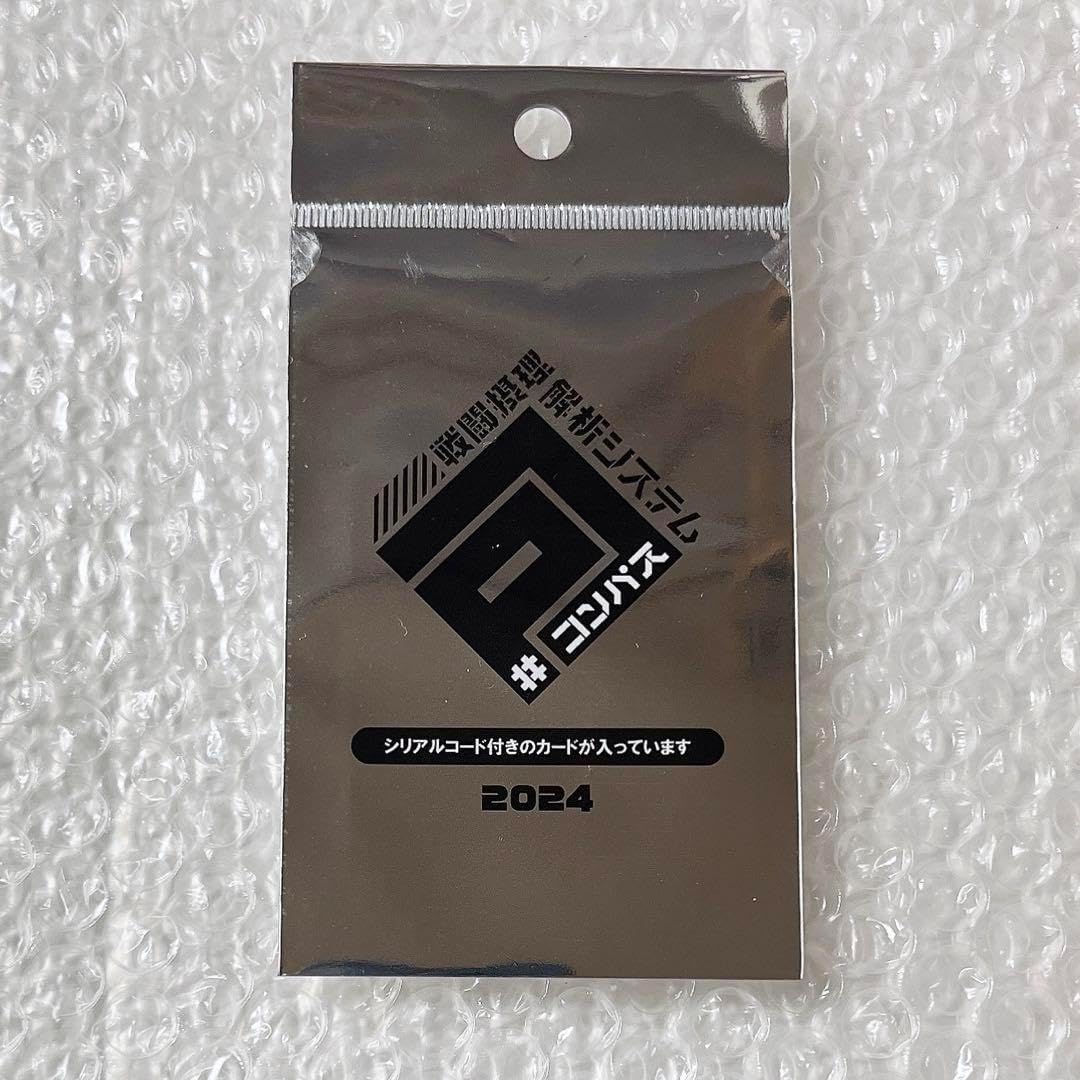 戦闘摂理
解析システム
#コンパス
シリアルコード付きのカードが入っています
2024